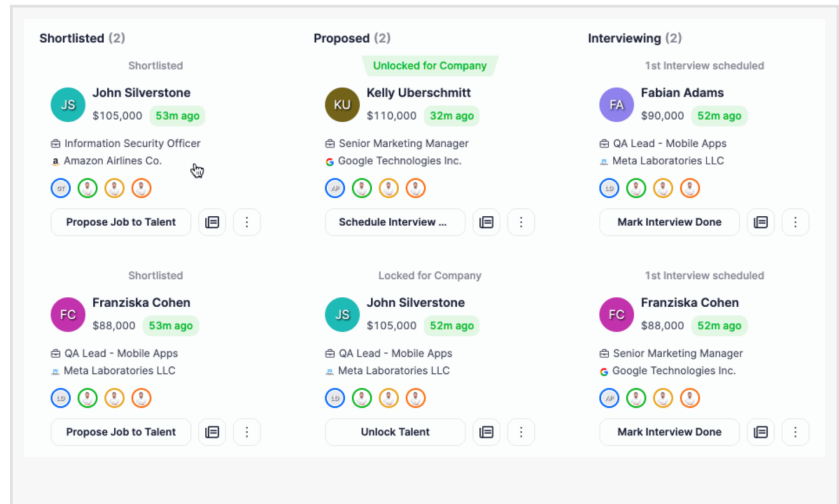 Shortlisted (2)
Shortlisted
JS
John Silverstone
$105,000 53m ago
Information Security Officer
Amazon Airlines Co.
Propose Job to Talent
Shortlisted
FC
Franziska Cohen
$88,000 53m ago
QA Lead - Mobile Apps
Meta Laboratories LLC
LD
Propose Job to Talent
Proposed (2)
Unlocked for Company
KU
Kelly Uberschmitt
$110,000 32m ago
Senior Marketing Manager
Google Technologies Inc.
AP
Schedule Interview ...
Locked for Company
JS
John Silverstone
$105,000 52m ago
QA Lead - Mobile Apps
Meta Laboratories LLC
LD
Unlock Talent
Interviewing (2)
1st Interview scheduled
FA
Fabian Adams
$90,000 52m ago
QA Lead - Mobile Apps
Meta Laboratories LLC
LD
Mark Interview Done
1st Interview scheduled
FC
Franziska Cohen
$88,000 52m ago
Senior Marketing Manager
Google Technologies Inc.
AP
Mark Interview Done